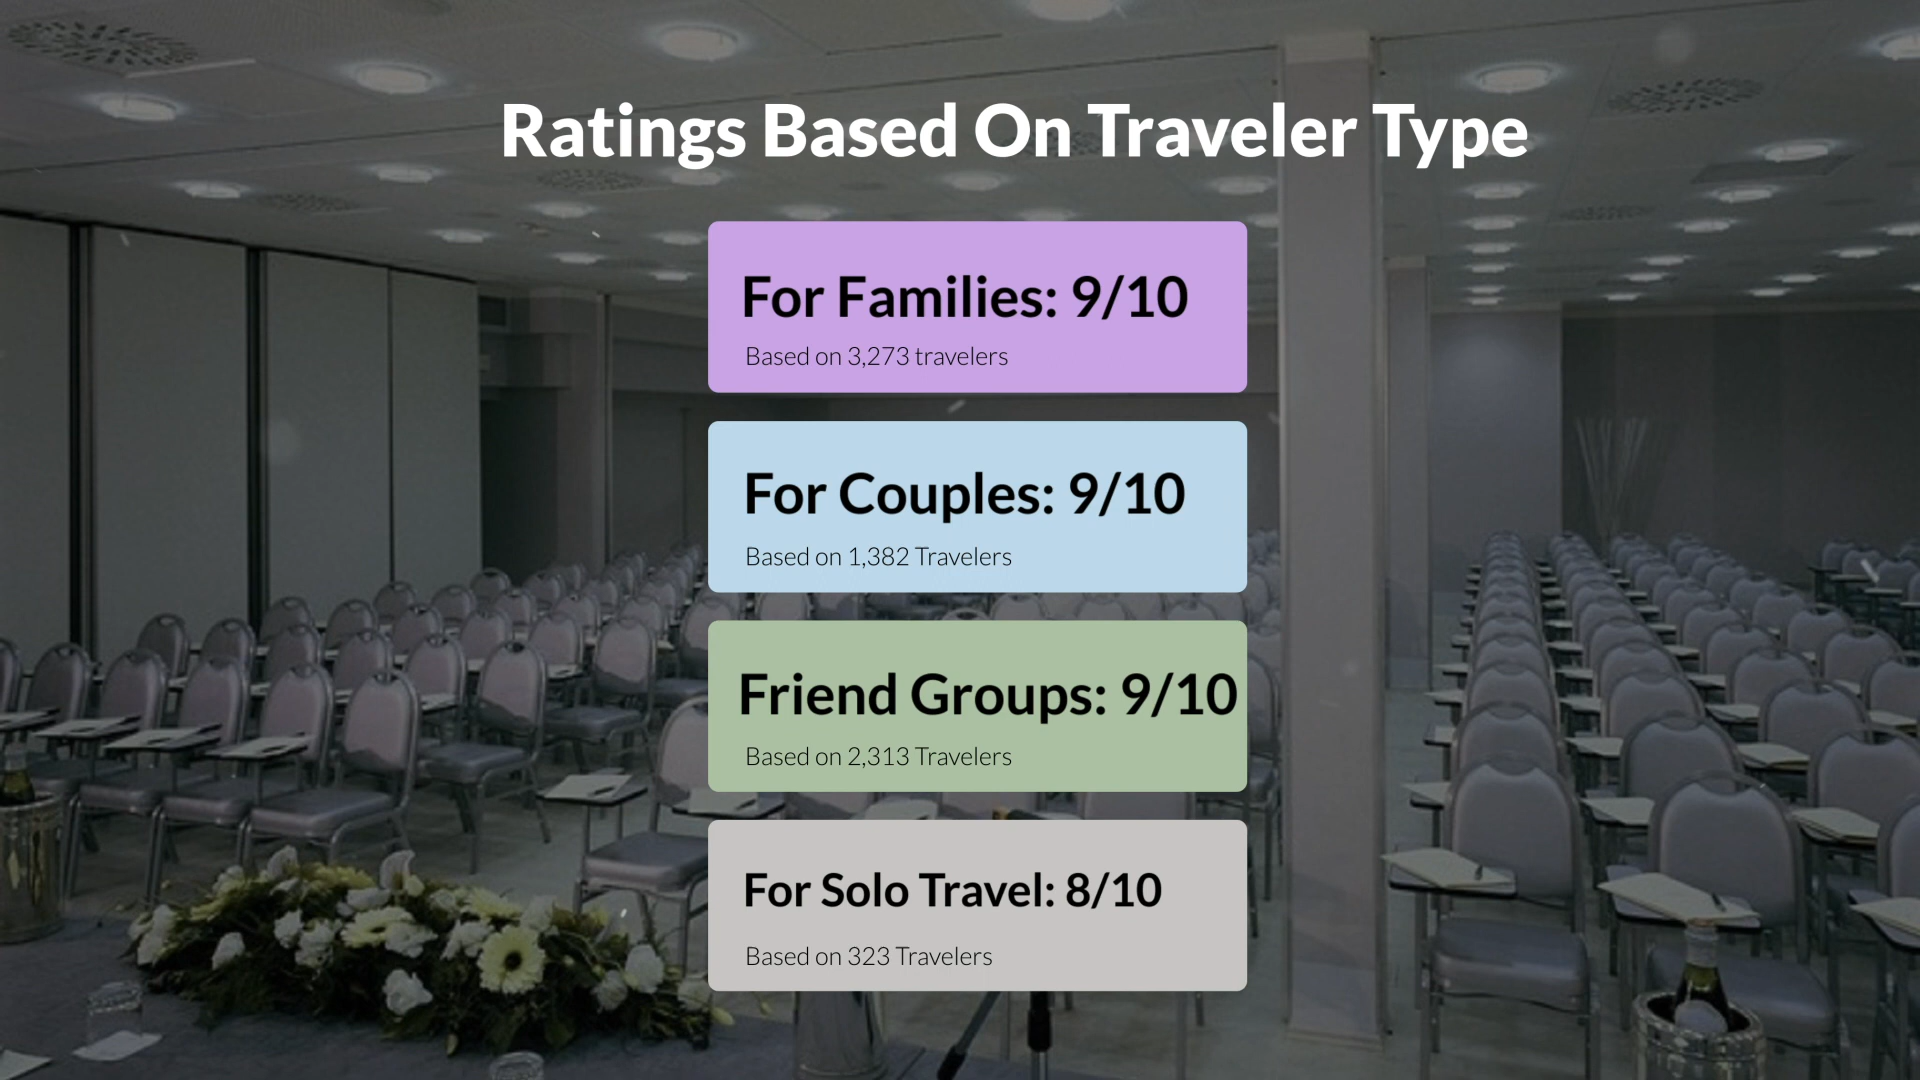 Ratings Based On Traveler Type
For Families: 9/10
Based on 3,273 travelers
For Couples: 9/10
Based on 1,382 Travelers
Friend Groups: 9/10
Based on 2,313 Travelers
For Solo Travel: 8/10
Based on 323 Travelers